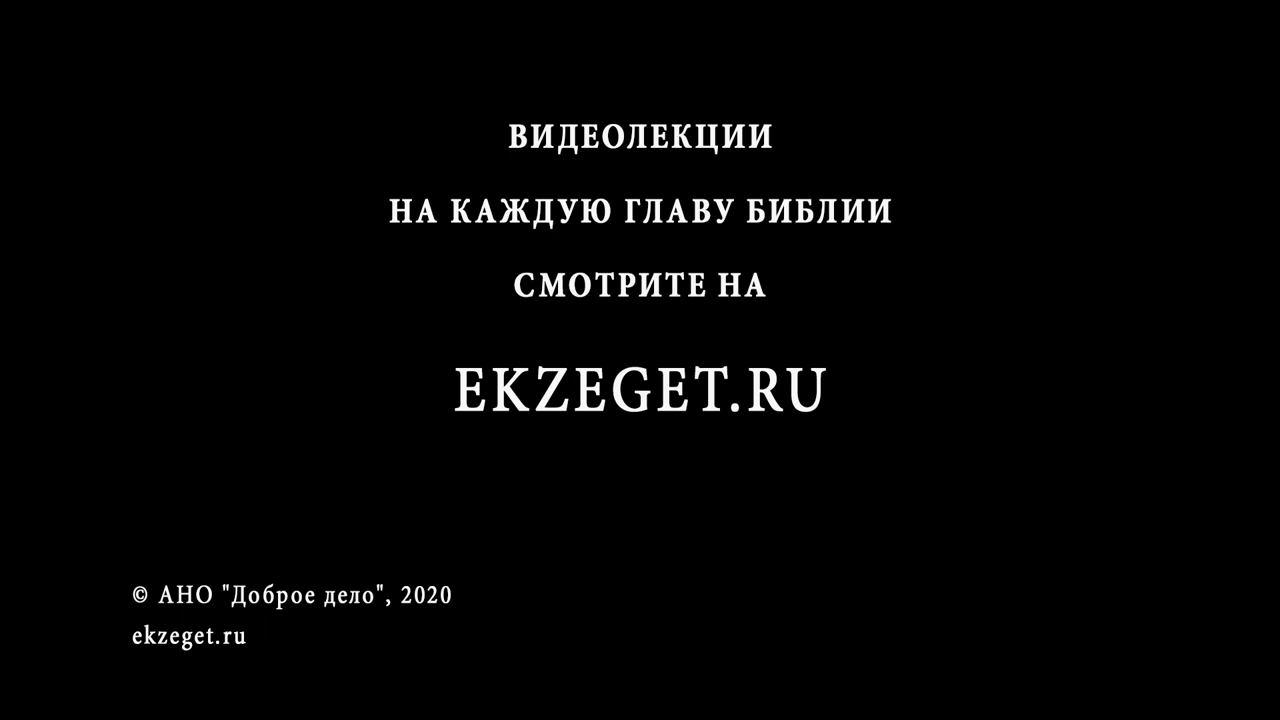 ВИДЕОЛЕКЦИИ
НА КАЖДУЮ ГЛАВУ БИБЛИИ
СМОТРИТЕ НА
EKZEGET.RU
© АНО "Доброе дело", 2020
ekzeget.ru